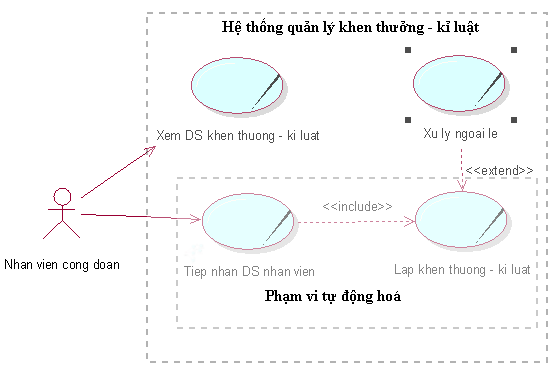 Hệ thống quản lý khen thưởng - kỉ luật
Xem DS khen thuong - ki luat
Xu ly ngoai le
<<extend>>
<<include>>
Nhan vien cong doan
Tiep nhan DS nhan vien
Lap khen thuong - ki luat
Phạm vi tự động hoá